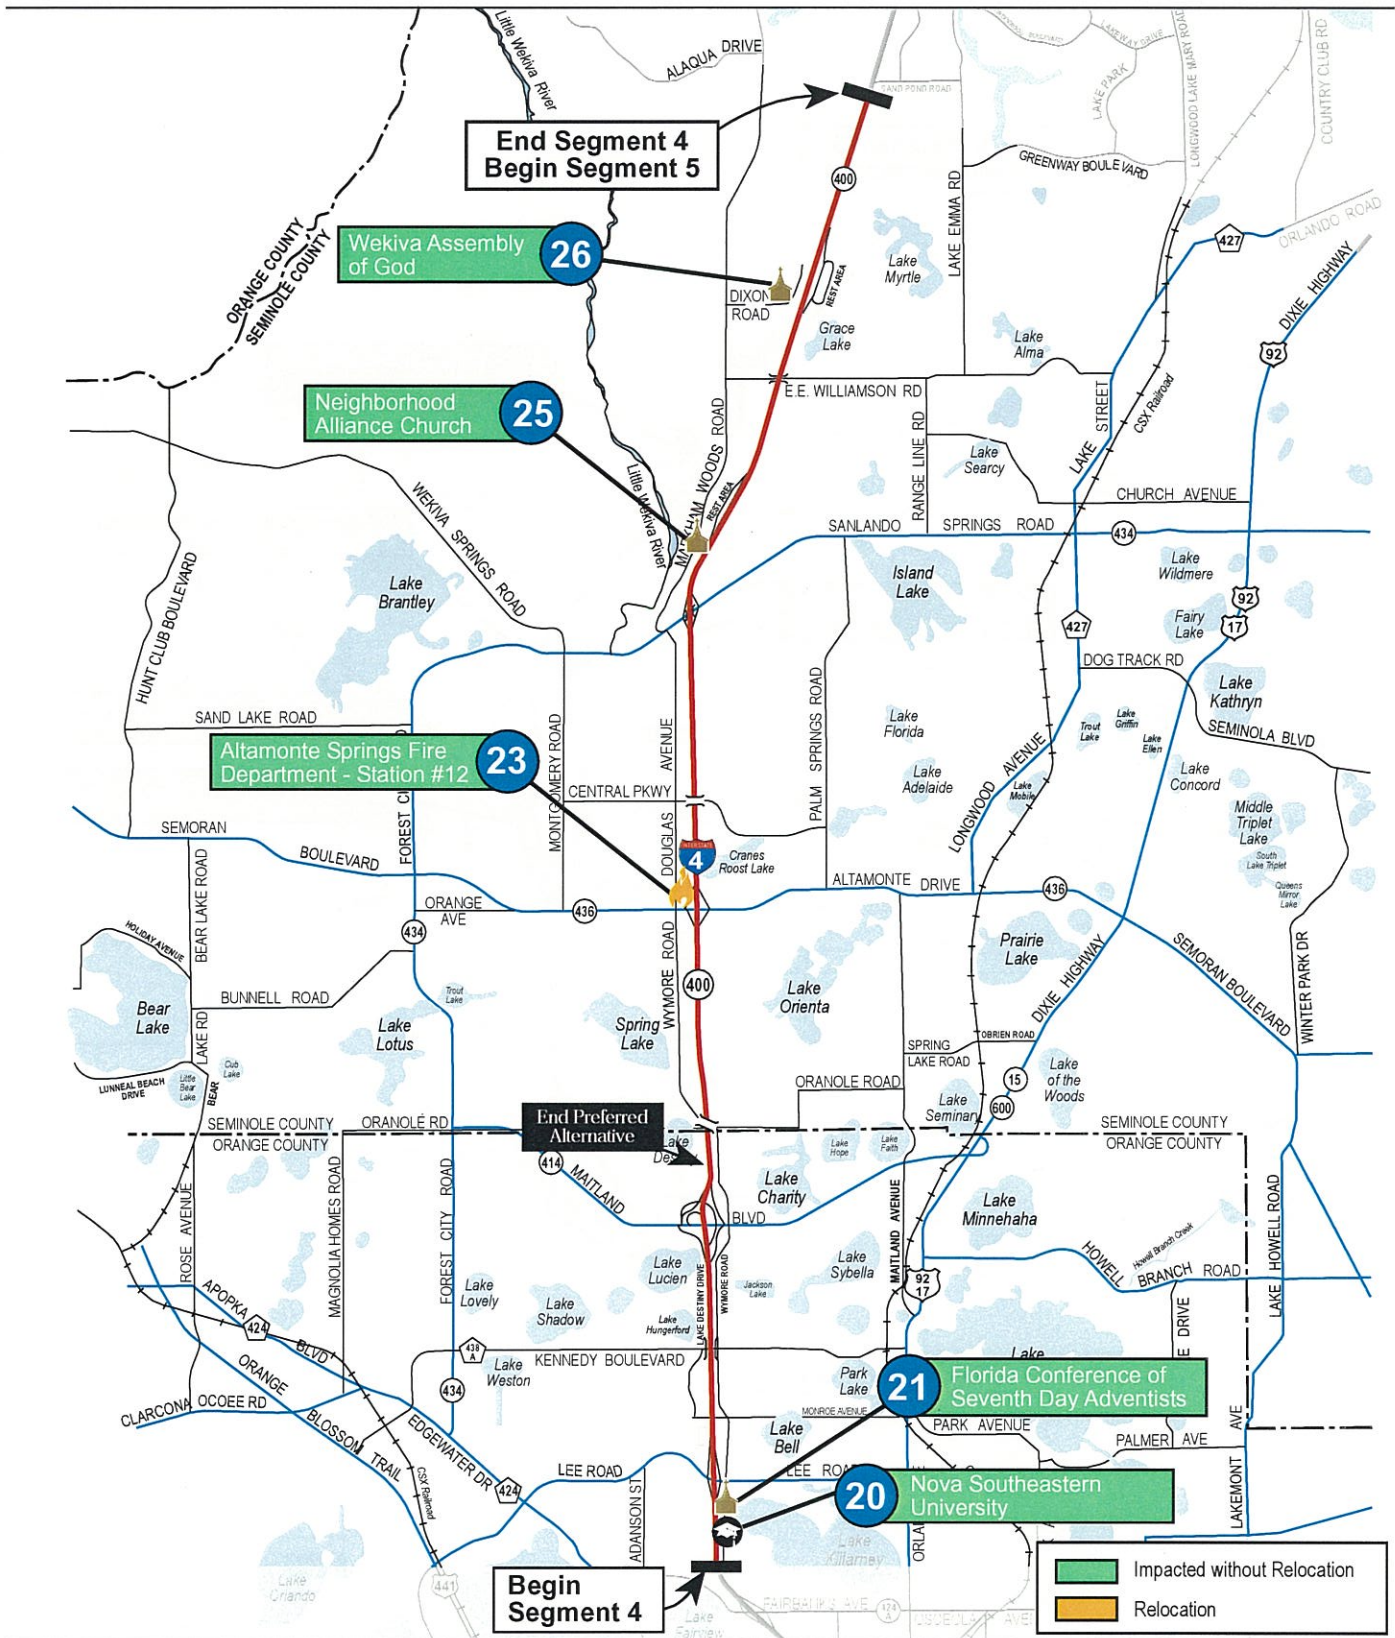 Little Wekiva River
ALAQUA DRIVE
SAND POND ROAD
LAKEWAY DRIVE
LAKE PARK
LONGWOOD LAKE MARY ROAD
COUNTRY CLUB RD
End Segment 4
Begin Segment 5
400
GREENWAY BOULEVARD
LAKE EMMA RD
ORANGE COUNTY
SEMINOLE COUNTY
Wekiva Assembly
of God
26
427
ORLANDO ROAD
DIXIE HIGHWAY
Lake
Myrtle
DIXON
ROAD
REST AREA
Grace
Lake
Lake
Alma
92
E.E. WILLIAMSON RD
Neighborhood
Alliance Church
25
RANGE LINE RD
LAKE
STREET
CSX Railroad
Lake
Searcy
CHURCH AVENUE
WEKIVA SPRINGS ROAD
Little Wekiva River
WOODS ROAD
REST AREA
SANLANDO SPRINGS ROAD
434
Lake
Brantley
Island
Lake
Lake
Wildmere
92
17
Fairy
Lake
427
HUNT CLUB BOULEVARD
DOG TRACK RD
Lake
Kathryn
SEMINOLA BLVD
SAND LAKE ROAD
MONTGOMERY ROAD
DOUGLAS AVENUE
PALM SPRINGS ROAD
Lake
Florida
Trout
Lake
Lake
Griffin
Lake
Ellen
Altamonte Springs Fire
Department - Station #12
23
CENTRAL PKWY
Lake
Adelaide
LONGWOOD AVENUE
Lake
Mobile
Lake
Concord
Middle
Triplet
Lake
South
Lake Triplet
Queens
Mirror
Lake
SEMORAN
BOULEVARD
INTERSTATE
4
Cranes
Roost Lake
ALTAMONTE DRIVE
436
BEAR LAKE ROAD
ORANGE
AVE
436
434
HOLIDAY AVENUE
WYMORE ROAD
400
Prairie
Lake
DIXIE HIGHWAY
SEMORAN BOULEVARD
WINTER PARK DR
Bear
Lake
BUNNELL ROAD
Trout
Lake
Lake
Lotus
Spring
Lake
Lake
Orienta
OBRIEN ROAD
SPRING
LAKE ROAD
LAKE RD
BEAR
LUNNEAL BEACH
DRIVE
Little
Bear
Lake
Cub
Lake
ORANOLE ROAD
15
Lake
of the
Woods
Lake
Seminary
600
SEMINOLE COUNTY
ORANGE COUNTY
ORANOLE RD
End Preferred
Alternative
Lake
SEMINOLE COUNTY
ORANGE COUNTY
414
MAITLAND
BLVD
Lake
Hope
Lake
Faith
Lake
Charity
ROSE AVENUE
MAGNOLIA HOMES ROAD
FOREST CITY ROAD
MAITLAND AVENUE
Lake
Minnehaha
LAKE HOWELL ROAD
HOWELL
BRANCH ROAD
Howell Branch Creek
Lake
Lucien
LAKE DESTINY DRIVE
WYMORE ROAD
Jackson
Lake
Lake
Sybella
92
17
Lake
Lovely
Lake
Shadow
Lake
Hungerford
APOPKA
424
BLVD
438
A
KENNEDY BOULEVARD
Lake
Weston
434
Park
Lake
Lake
21
Florida Conference of
Seventh Day Adventists
ORANGE
BLOSSOM
TRAIL
CLARCONA OCOEE RD
EDGEWATER DR
MONROE AVENUE
PARK AVENUE
PALMER AVE
Lake
Bell
LEE ROAD
20
Nova Southeastern
University
424
CSX Railroad
ADANSON ST
LAKEMONT AVE
Lake
Killarney
Lake
Orlando
441
Begin
Segment 4
FAIRBANKS AVE
Lake
Fairview
Impacted without Relocation
Relocation